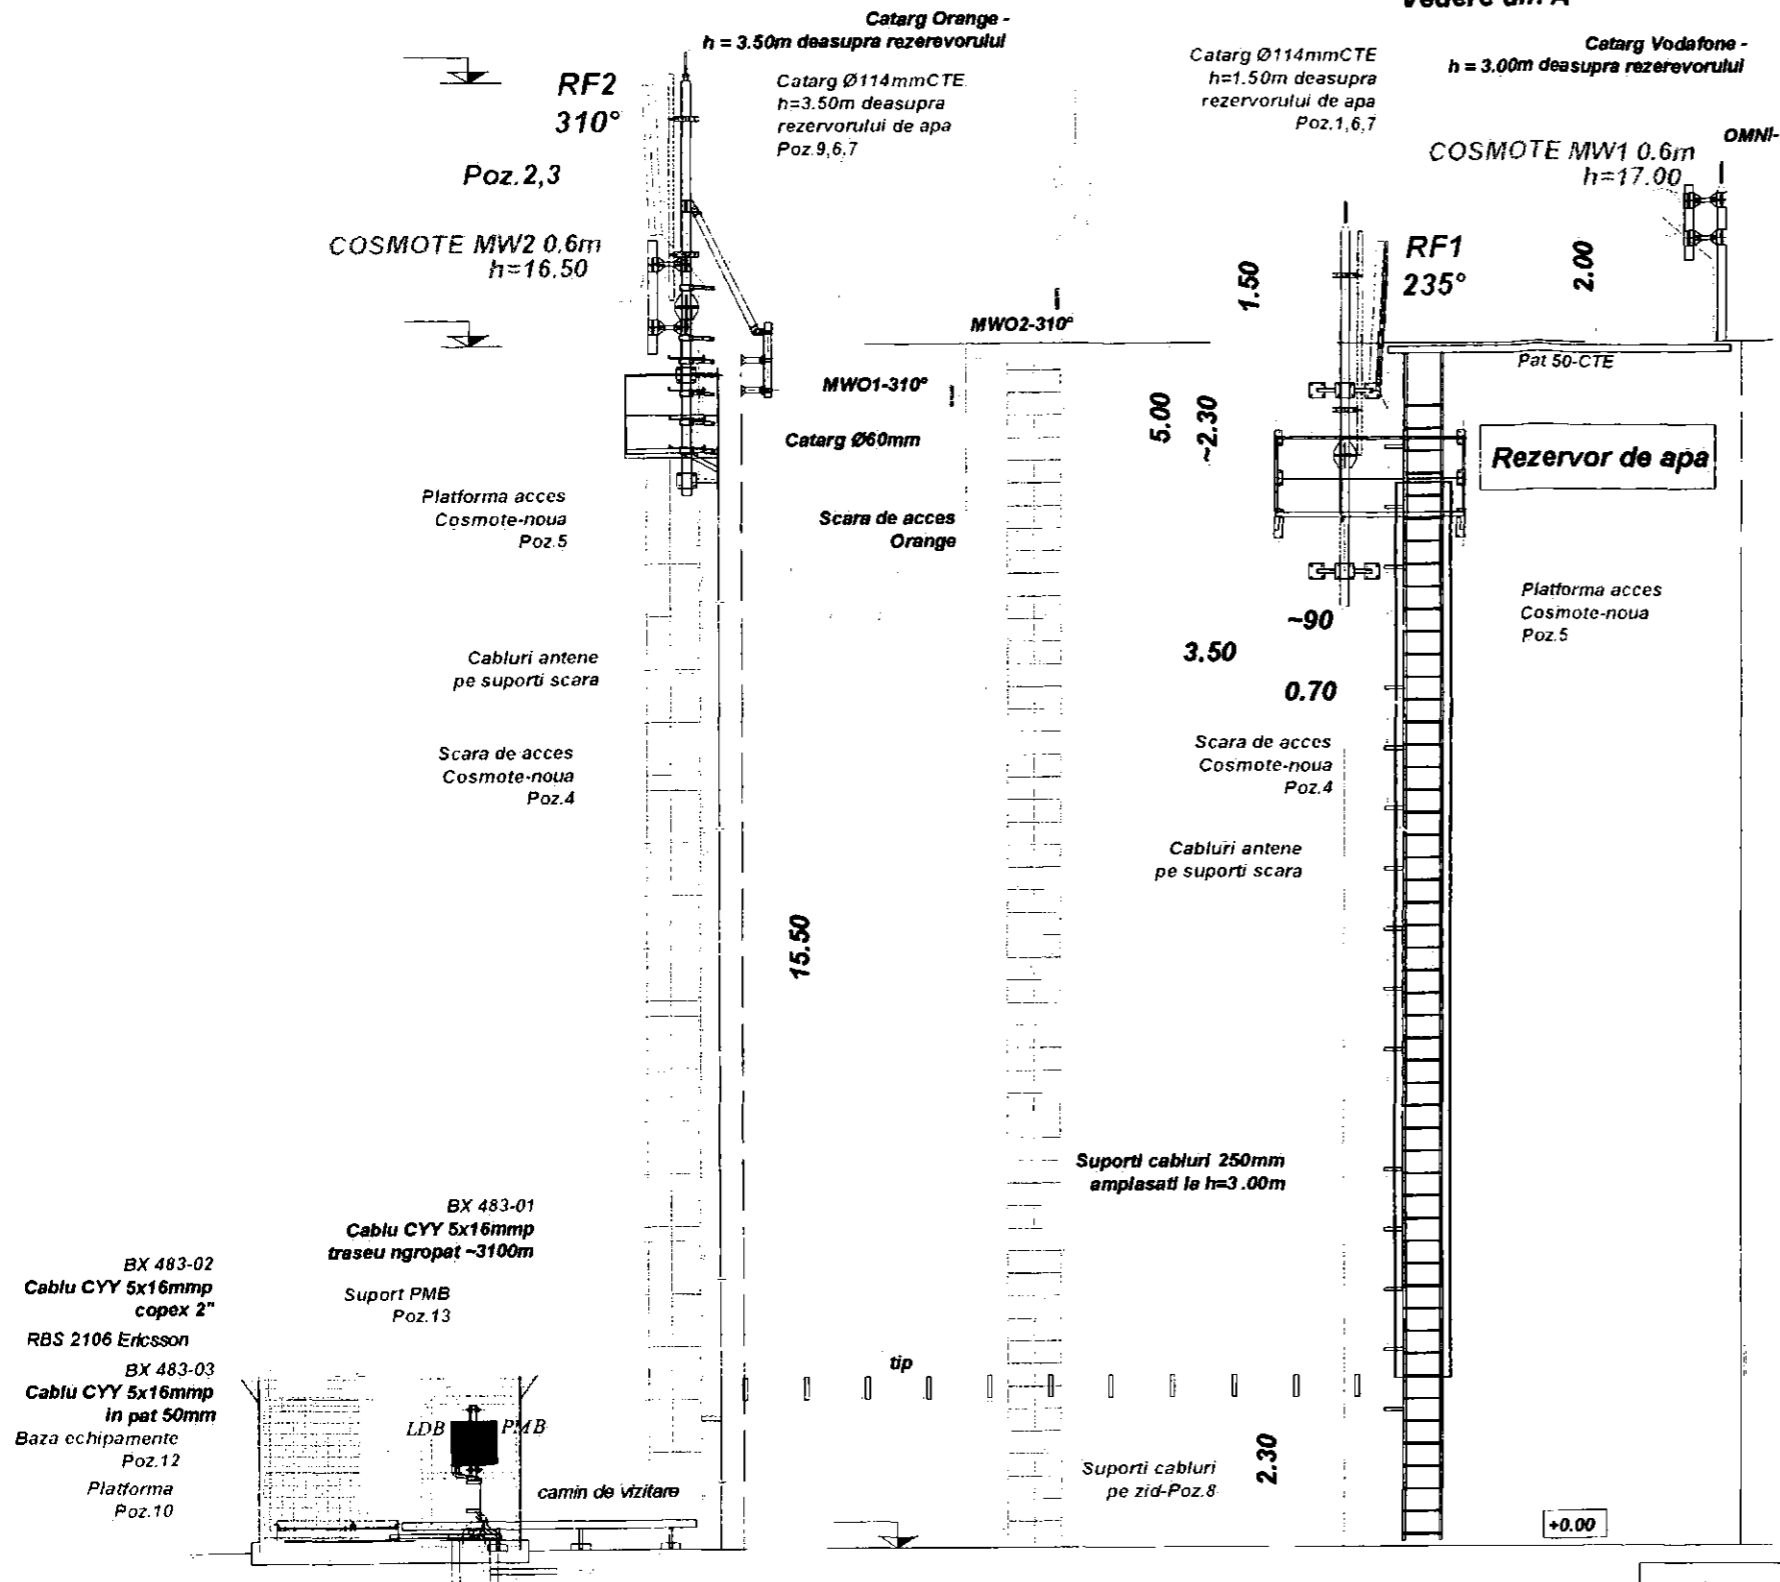 Catarg Orange -
h = 3.50m deasupra rezerevorului
Catarg Ø114mmCTE
h=3.50m deasupra
rezervorului de apa
Poz.9,6,7
RF2
310°
Poz.2,3
COSMOTE MW2 0.6m
h=16.50
Catarg Ø114mmCTE
h=1.50m deasupra
rezervorului de apa
Poz.1,6,7
Catarg Vodafone -
h = 3.00m deasupra rezerevorului
OMNI-
COSMOTE MW1 0.6m
h=17.00
RF1
235°
2.00
1.50
MWO2-310°
Pat 50-CTE
MWO1-310°
5.00
~2.30
Catarg Ø60mm
Rezervor de apa
Platforma acces
Cosmote-noua
Poz.5
Scara de acces
Orange
Platforma acces
Cosmote-noua
Poz.5
~90
3.50
0.70
Cabluri antene
pe suporti scara
Scara de acces
Cosmote-noua
Poz.4
Scara de acces
Cosmote-noua
Poz.4
Cabluri antene
pe suporti scara
15.50
Suporti cabluri 250mm
amplasati la h=3.00m
BX 483-01
Cablu CYY 5x16mmp
traseu ngropat ~3100m
BX 483-02
Cablu CYY 5x16mmp
copex 2"
Suport PMB
Poz.13
RBS 2106 Ericsson
BX 483-03
Cablu CYY 5x16mmp
in pat 50mm
tip
LDB
PMB
Baza echipamente
Poz.12
Platforma
Poz.10
camin de vizitare
Suporti cabluri
pe zid-Poz.8
2.30
+0.00